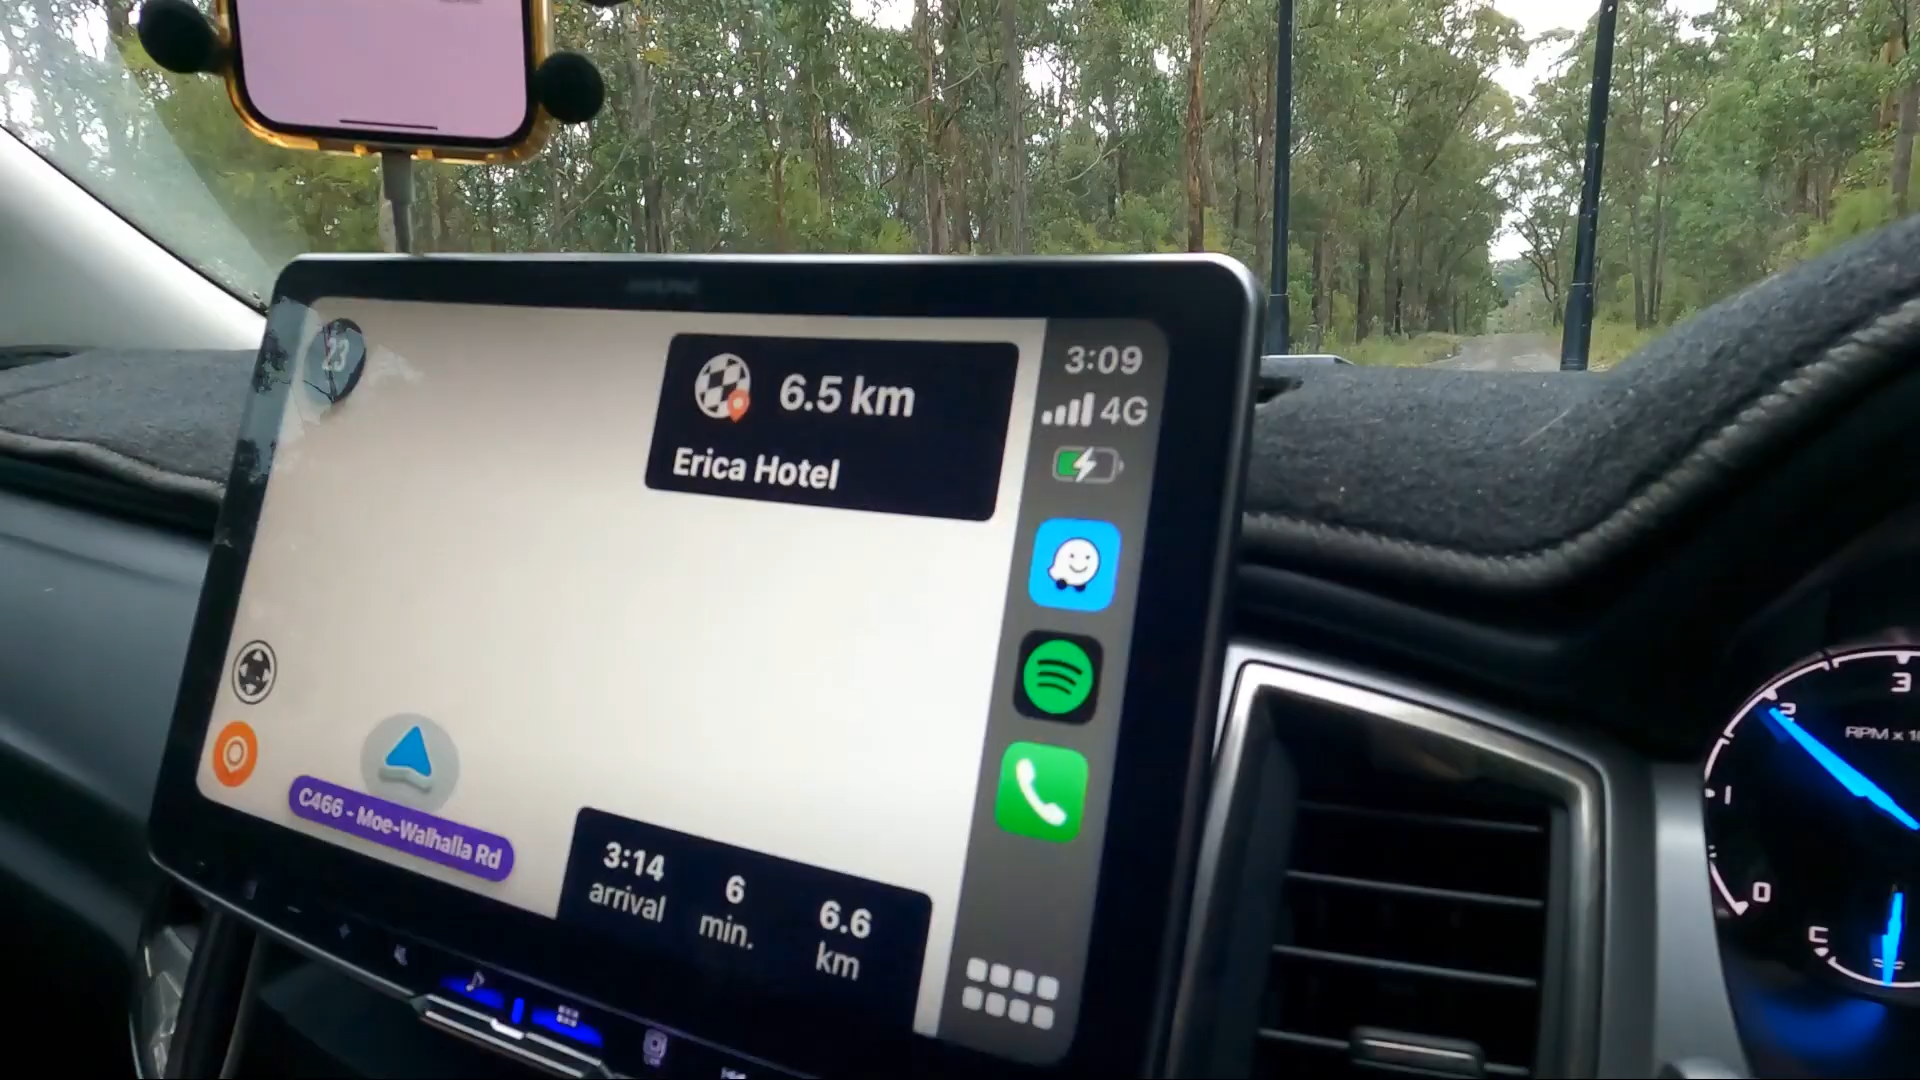 23
6.5 km
Erica Hotel
3:09
4G
C466 - Moe-Walhalla Rd
3:14
arrival
6
min.
6.6
km
3
2
RPM x 1
1
0
C